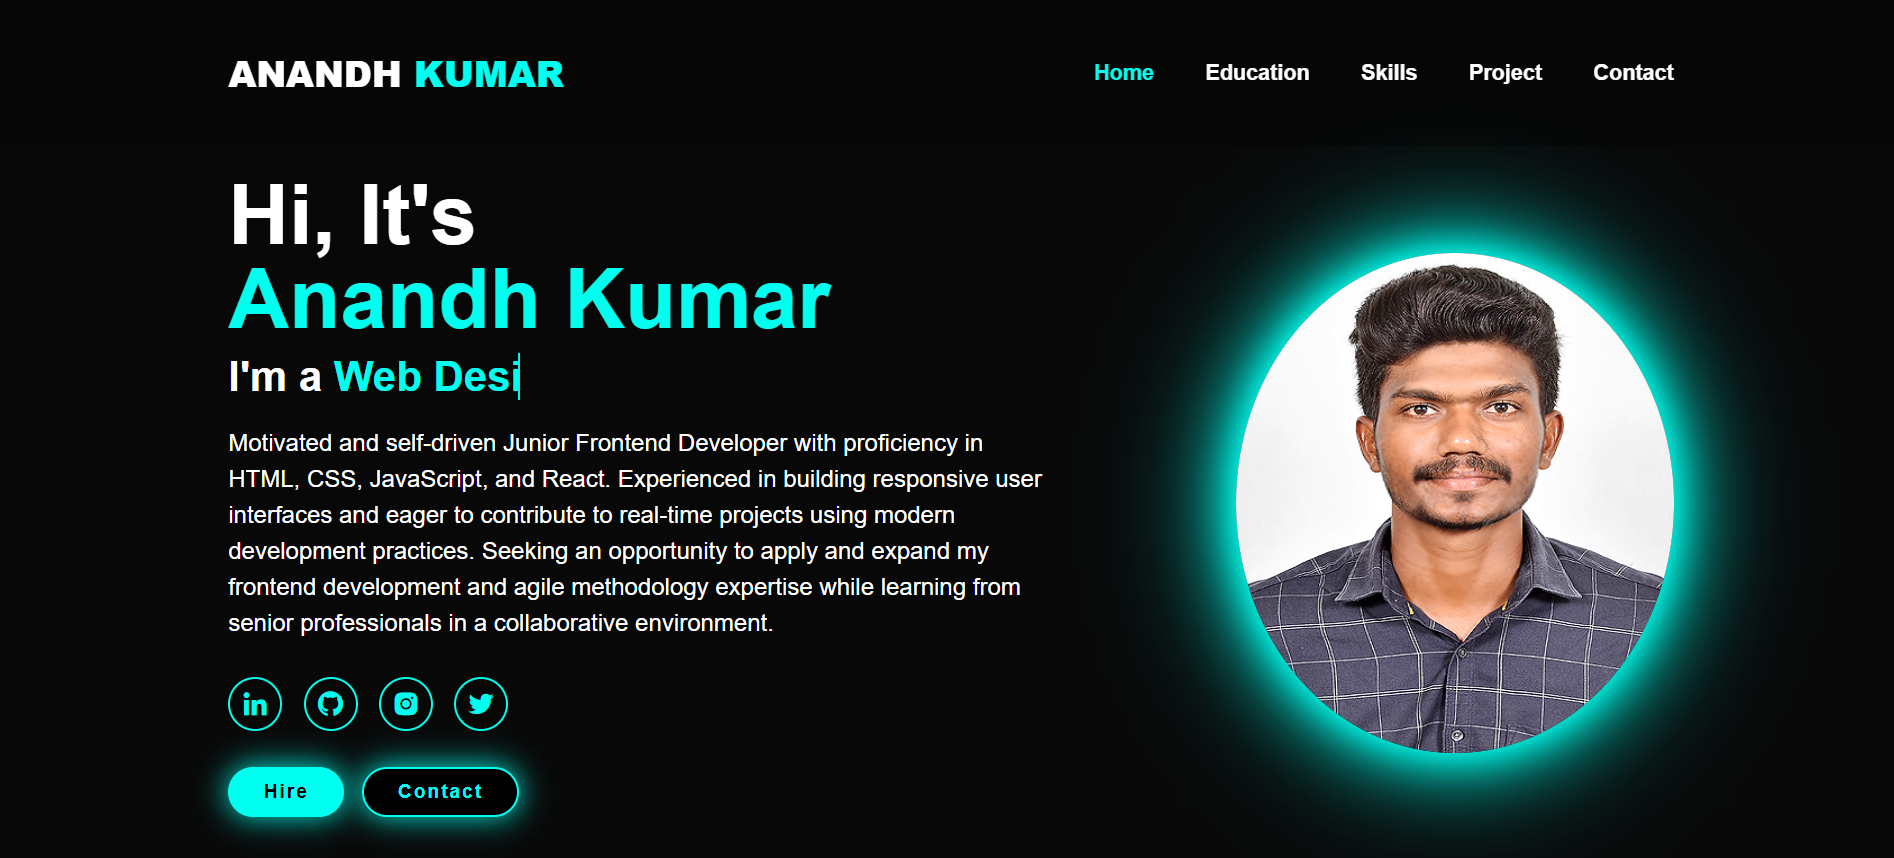 ANANDH KUMAR
Home Education Skills Project Contact
Hi, It's
Anandh Kumar
I'm a Web Desi
Motivated and self-driven Junior Frontend Developer with proficiency in
HTML, CSS, JavaScript, and React. Experienced in building responsive user
interfaces and eager to contribute to real-time projects using modern
development practices. Seeking an opportunity to apply and expand my
frontend development and agile methodology expertise while learning from
senior professionals in a collaborative environment.
in
Hire Contact